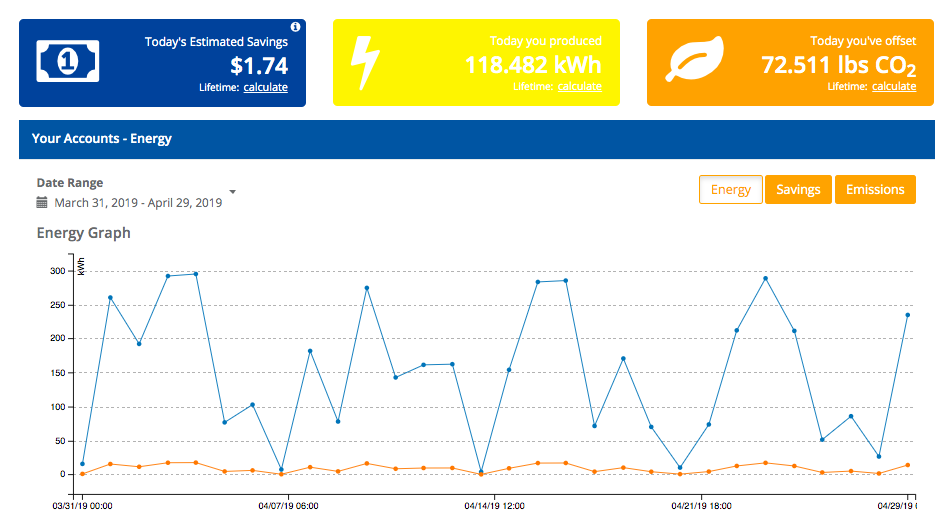 Today's Estimated Savings
$1.74
Lifetime: calculate
Today you produced
118.482 kWh
Lifetime: calculate
Today you've offset
72.511 lbs CO2
Lifetime: calculate
Your Accounts - Energy
Date Range
March 31, 2019 - April 29, 2019
Energy Savings Emissions
Energy Graph
kWh
300
250
200
150
100
50
0
03/31/19 00:00 04/07/19 06:00 04/14/19 12:00 04/21/19 18:00 04/29/19 (